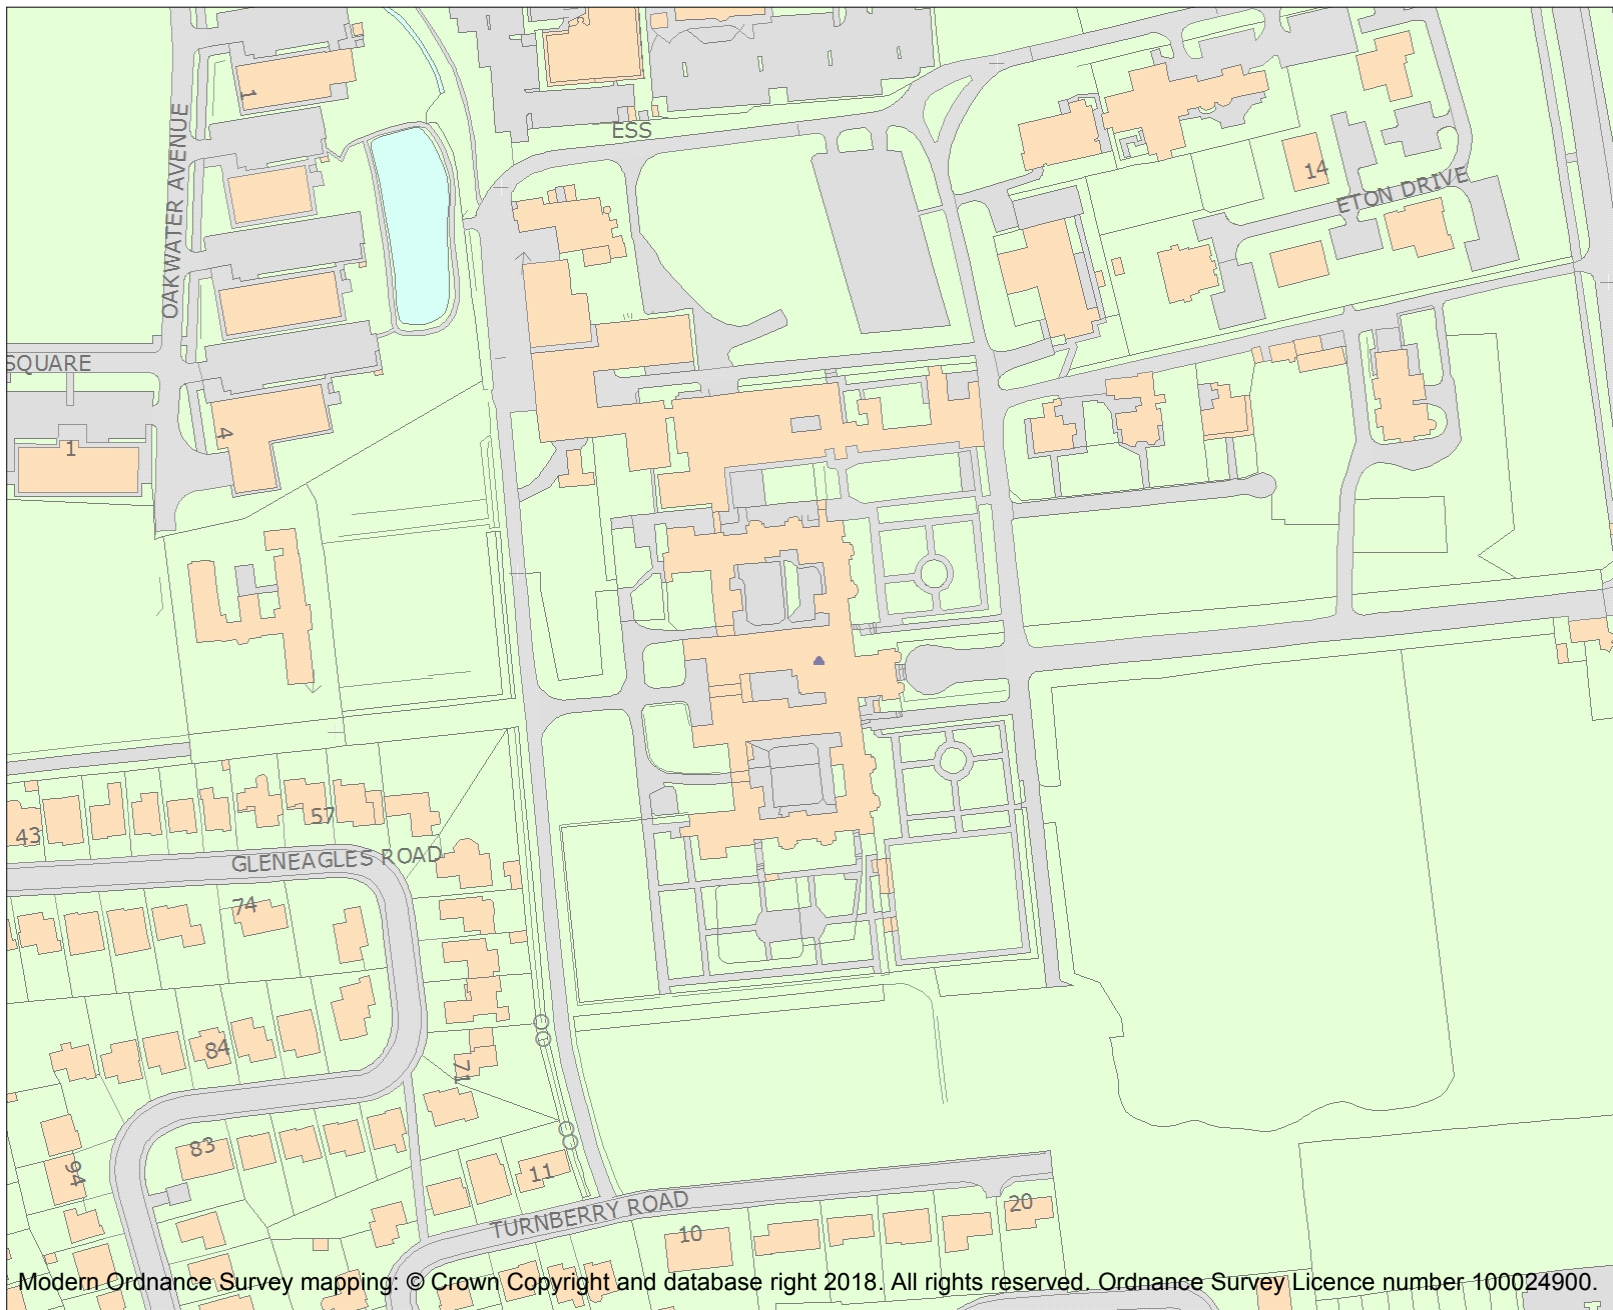 1
OAKWATER AVENUE
ESS
14
ETON DRIVE
SQUARE
1
4
57
43
GLENEAGLES ROAD
74
84
71
83
94
11
TURNBERRY ROAD
20
10
Modern Ordnance Survey mapping: © Crown Copyright and database right 2018. All rights reserved. Ordnance Survey Licence number 100024900.